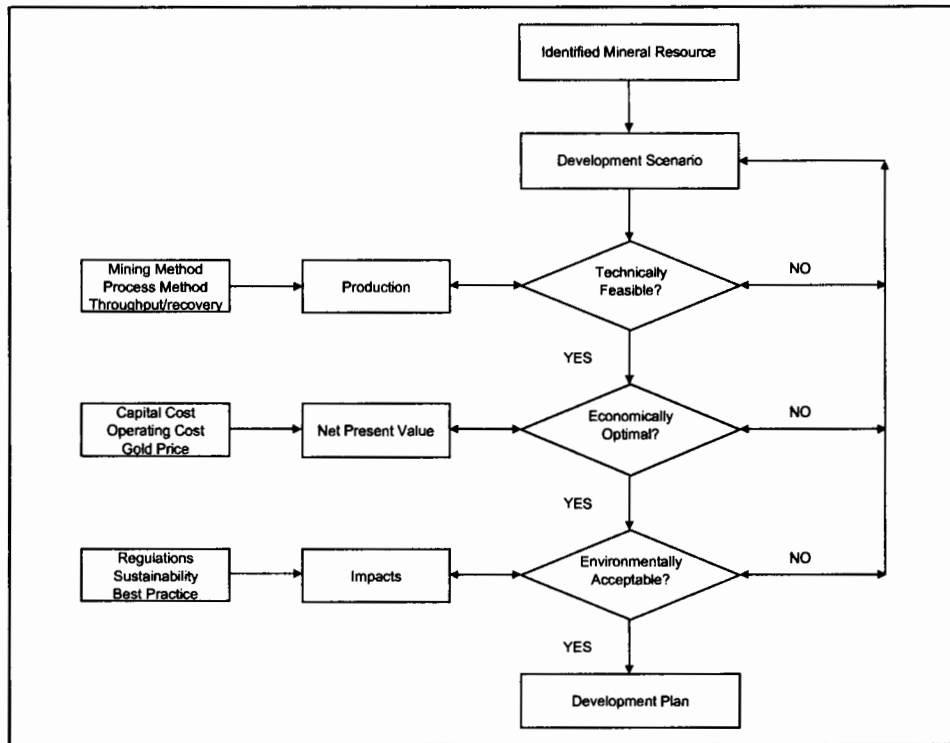 Identified Mineral Resource
Development Scenario
Mining Method
Process Method
Throughput/recovery
Production
Technically
Feasible?
NO
YES
Capital Cost
Operating Cost
Gold Price
Net Present Value
Economically
Optimal?
NO
YES
Regulations
Sustainability
Best Practice
Impacts
Environmentally
Acceptable?
NO
YES
Development Plan